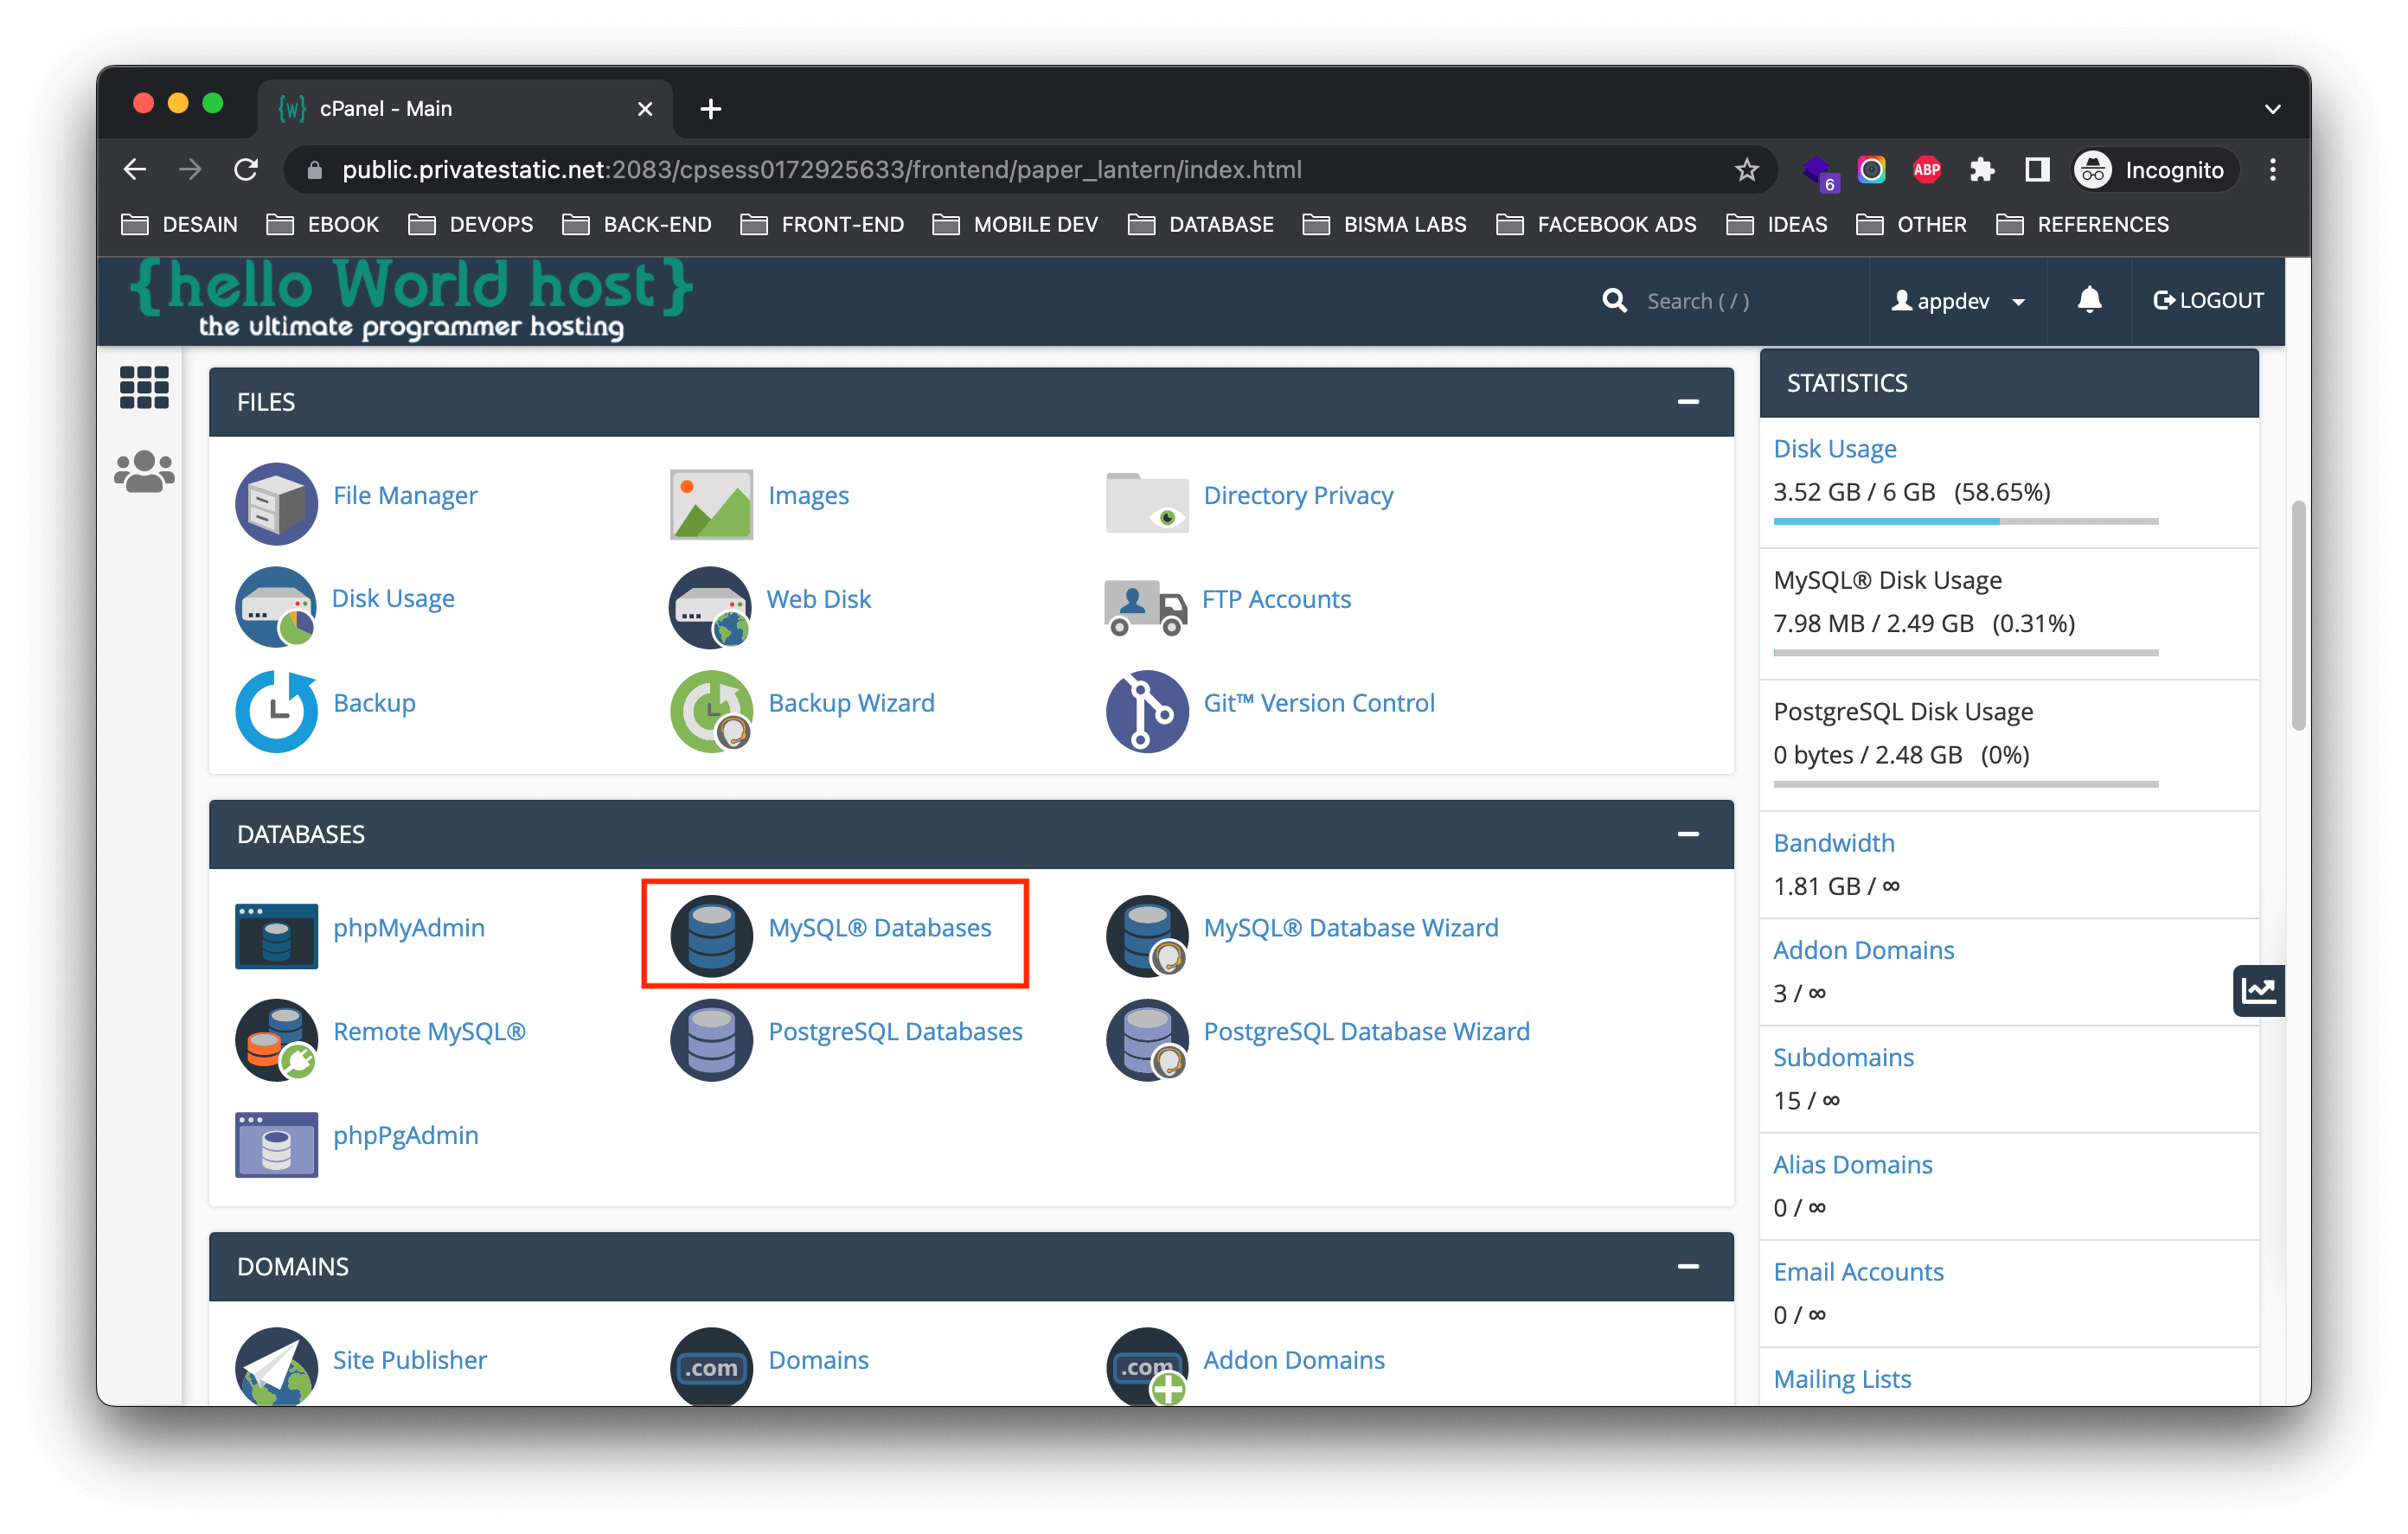 cPanel - Main
public.privatestatic.net:2083/cpsess0172925633/frontend/paper_lantern/index.html
6
ABP
Incognito
DESAIN
EBOOK
DEVOPS
BACK-END
FRONT-END
MOBILE DEV
DATABASE
BISMA LABS
FACEBOOK ADS
IDEAS
OTHER
REFERENCES
{hello World host}
the ultimate programmer hosting
Search ( / )
appdev
LOGOUT
FILES
File Manager
Images
Directory Privacy
Disk Usage
Web Disk
FTP Accounts
Backup
Backup Wizard
Git™ Version Control
DATABASES
phpMyAdmin
MySQL® Databases
MySQL® Database Wizard
Remote MySQL®
PostgreSQL Databases
PostgreSQL Database Wizard
phpPgAdmin
DOMAINS
Site Publisher
.com
Domains
.com
Addon Domains
STATISTICS
Disk Usage
3.52 GB / 6 GB (58.65%)
MySQL® Disk Usage
7.98 MB / 2.49 GB (0.31%)
PostgreSQL Disk Usage
0 bytes / 2.48 GB (0%)
Bandwidth
1.81 GB / ∞
Addon Domains
3 / ∞
Subdomains
15 / ∞
Alias Domains
0 / ∞
Email Accounts
0 / ∞
Mailing Lists